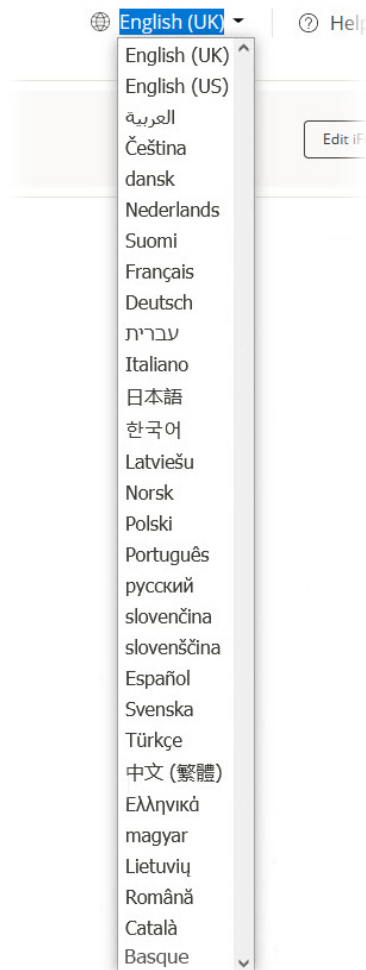 English (UK)
Help
Edit iF
English (UK)
English (US)
العربية
Čeština
dansk
Nederlands
Suomi
Français
Deutsch
עברית
Italiano
日本語
한국어
Latviešu
Norsk
Polski
Português
русский
slovenčina
slovenščina
Español
Svenska
Türkçe
中文 (繁體)
Ελληνικά
magyar
Lietuvių
Română
Català
Basque